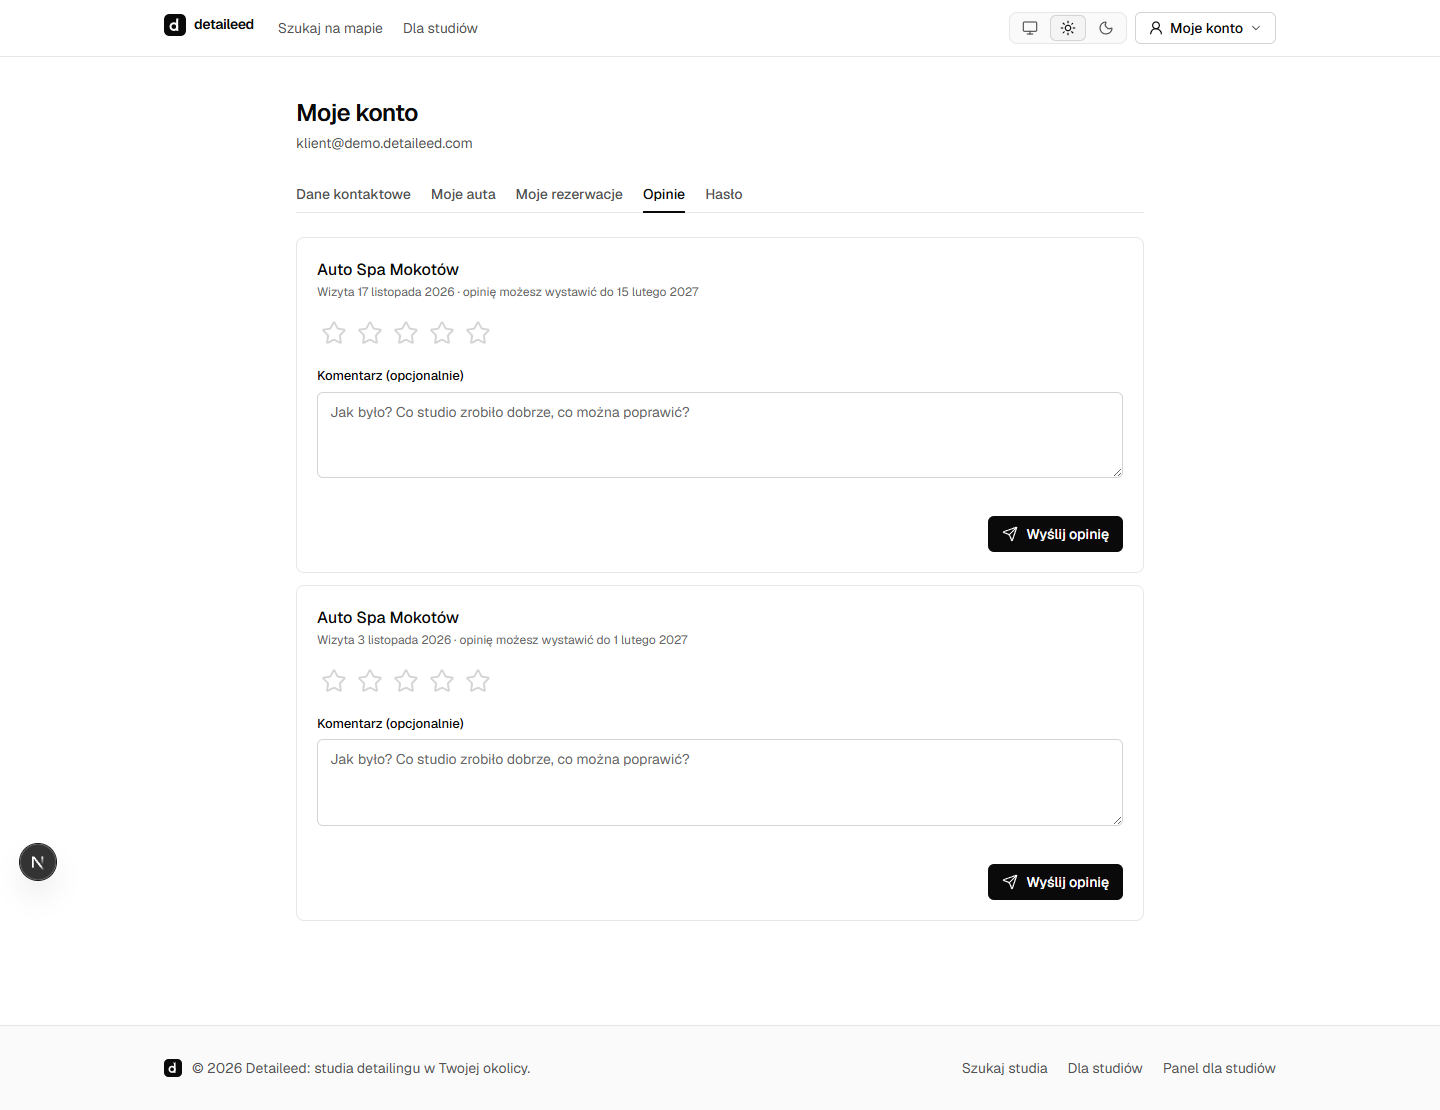 d detaileed Szukaj na mapie Dla studiów Moje konto
Moje konto
klient@demo.detaileed.com
Dane kontaktowe Moje auta Moje rezerwacje Opinie Hasło
Auto Spa Mokotów
Wizyta 17 listopada 2026 · opinię możesz wystawić do 15 lutego 2027
Komentarz (opcjonalnie)
Jak było? Co studio zrobiło dobrze, co można poprawić?
Wyślij opinię
Auto Spa Mokotów
Wizyta 3 listopada 2026 · opinię możesz wystawić do 1 lutego 2027
Komentarz (opcjonalnie)
Jak było? Co studio zrobiło dobrze, co można poprawić?
N
Wyślij opinię
d © 2026 Detaileed: studia detailingu w Twojej okolicy. Szukaj studia Dla studiów Panel dla studiów